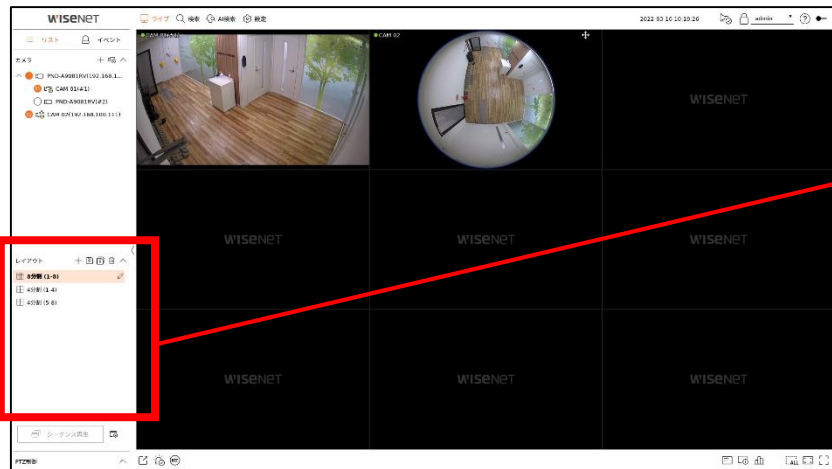 WISENET
ライブ 検索 AI検索 設定
2022-03-16 10:19:26
admin
リスト イベント
カメラ
PND-A9081RV(192.168.1...
CAM 01(#1)
PND-A9081RV(#2)
CAM 02(192.168.100.111)
CAM 02
WISENET
WISENET
WISENET
WISENET
WISENET
WISENET
WISENET
レイアウト
8分割 (1-8)
4分割 (1-4)
4分割 (5-8)
シーケンス再生
PTZ制御
ALL